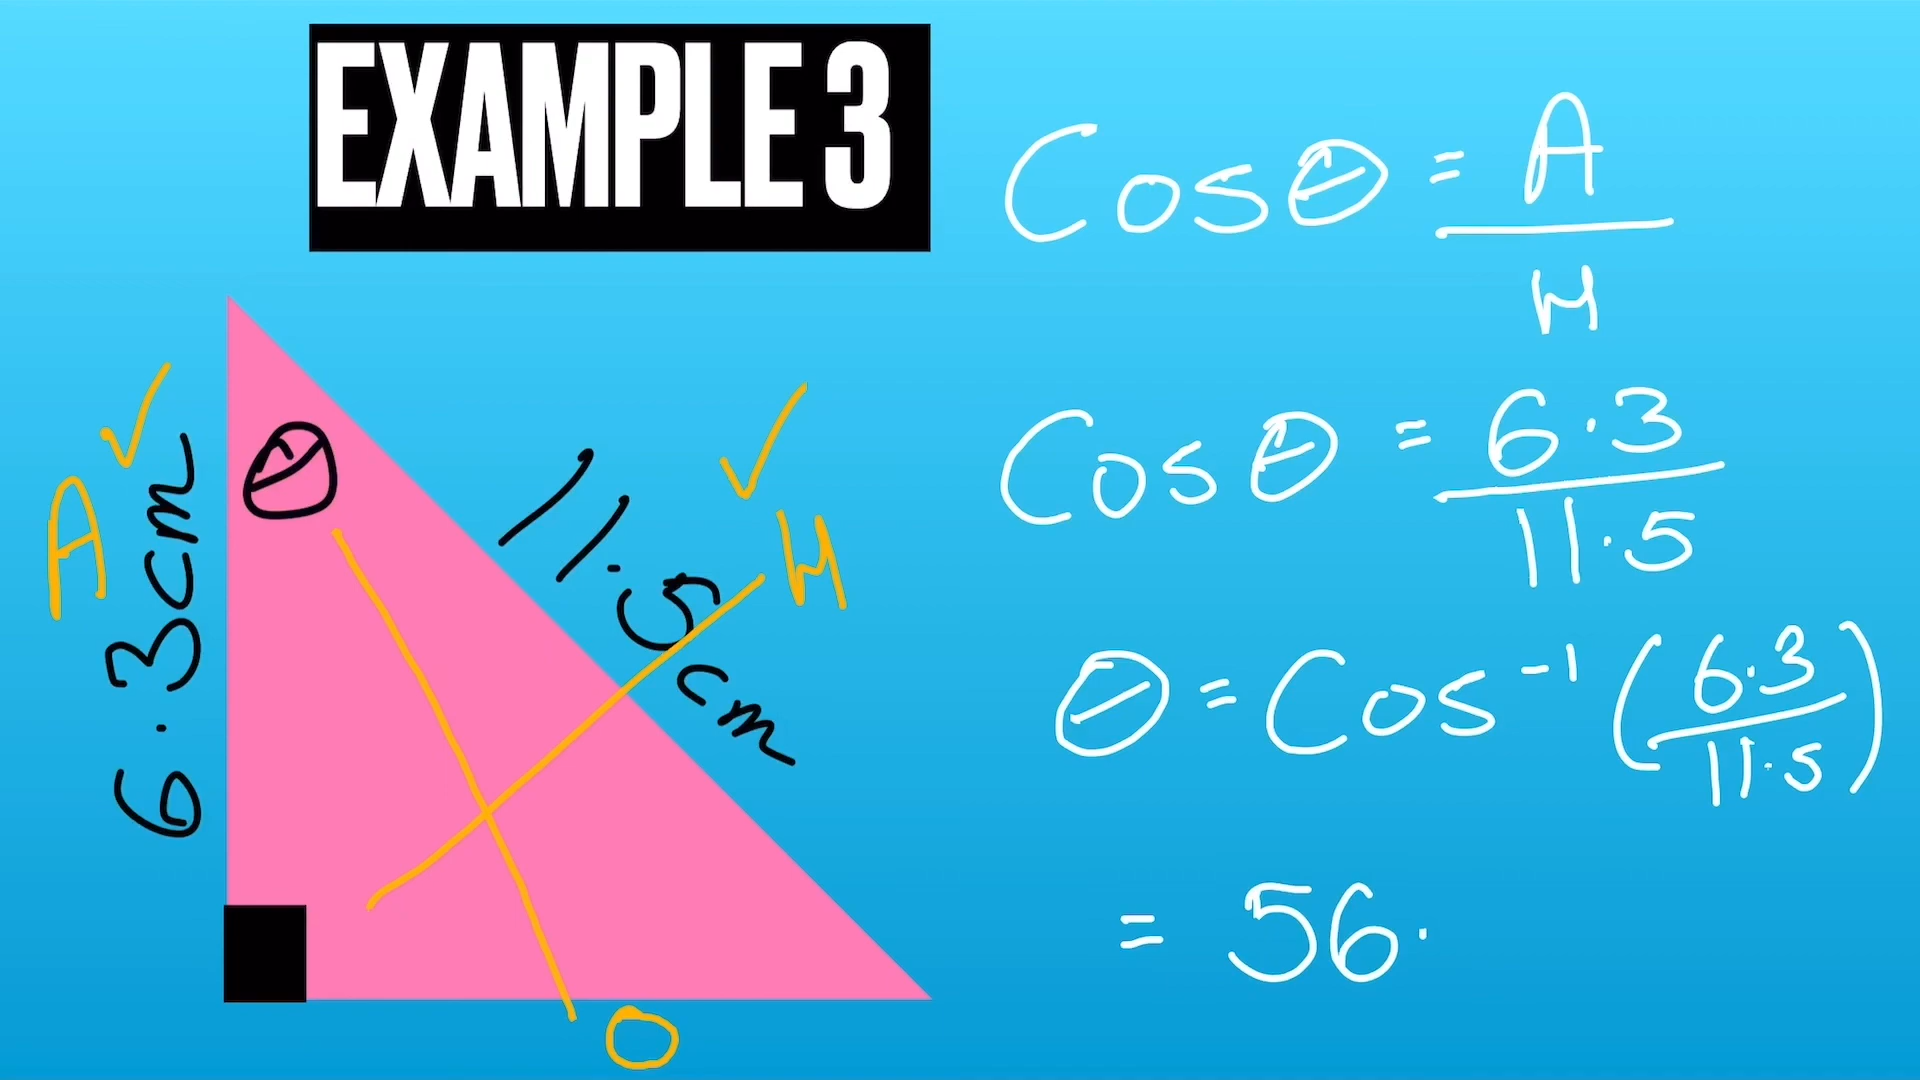 EXAMPLE 3
Cosθ = A
H
A
6.3cm
θ
11.5cm
H
O
Cosθ = 6.3
11.5
θ = Cos⁻¹ (6.3
11.5)
= 56.